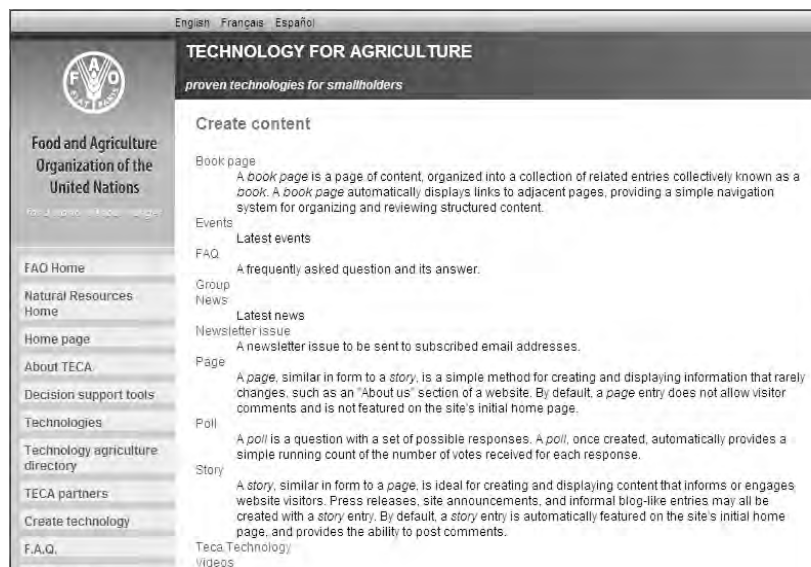 English Français Español
TECHNOLOGY FOR AGRICULTURE
proven technologies for smallholders
F A O
FIAT PANIS
Food and Agriculture
Organization of the
United Nations
FAO Home
Natural Resources
Home
Home page
About TECA
Decision support tools
Technologies
Technology agriculture
directory
TECA partners
Create technology
F.A.Q.
Create content
Book page
A book page is a page of content, organized into a collection of related entries collectively known as a
book. A book page automatically displays links to adjacent pages, providing a simple navigation
system for organizing and reviewing structured content.
Events
Latest events
FAQ
A frequently asked question and its answer.
Group
News
Latest news
Newsletter issue
A newsletter issue to be sent to subscribed email addresses.
Page
A page, similar in form to a story, is a simple method for creating and displaying information that rarely
changes, such as an "About us" section of a website. By default, a page entry does not allow visitor
comments and is not featured on the site's initial home page.
Poll
A poll is a question with a set of possible responses. A poll, once created, automatically provides a
simple running count of the number of votes received for each response.
Story
A story, similar in form to a page, is ideal for creating and displaying content that informs or engages
website visitors. Press releases, site announcements, and informal blog-like entries may all be
created with a story entry. By default, a story entry is automatically featured on the site's initial home
page, and provides the ability to post comments.
Teca Technology
Videos